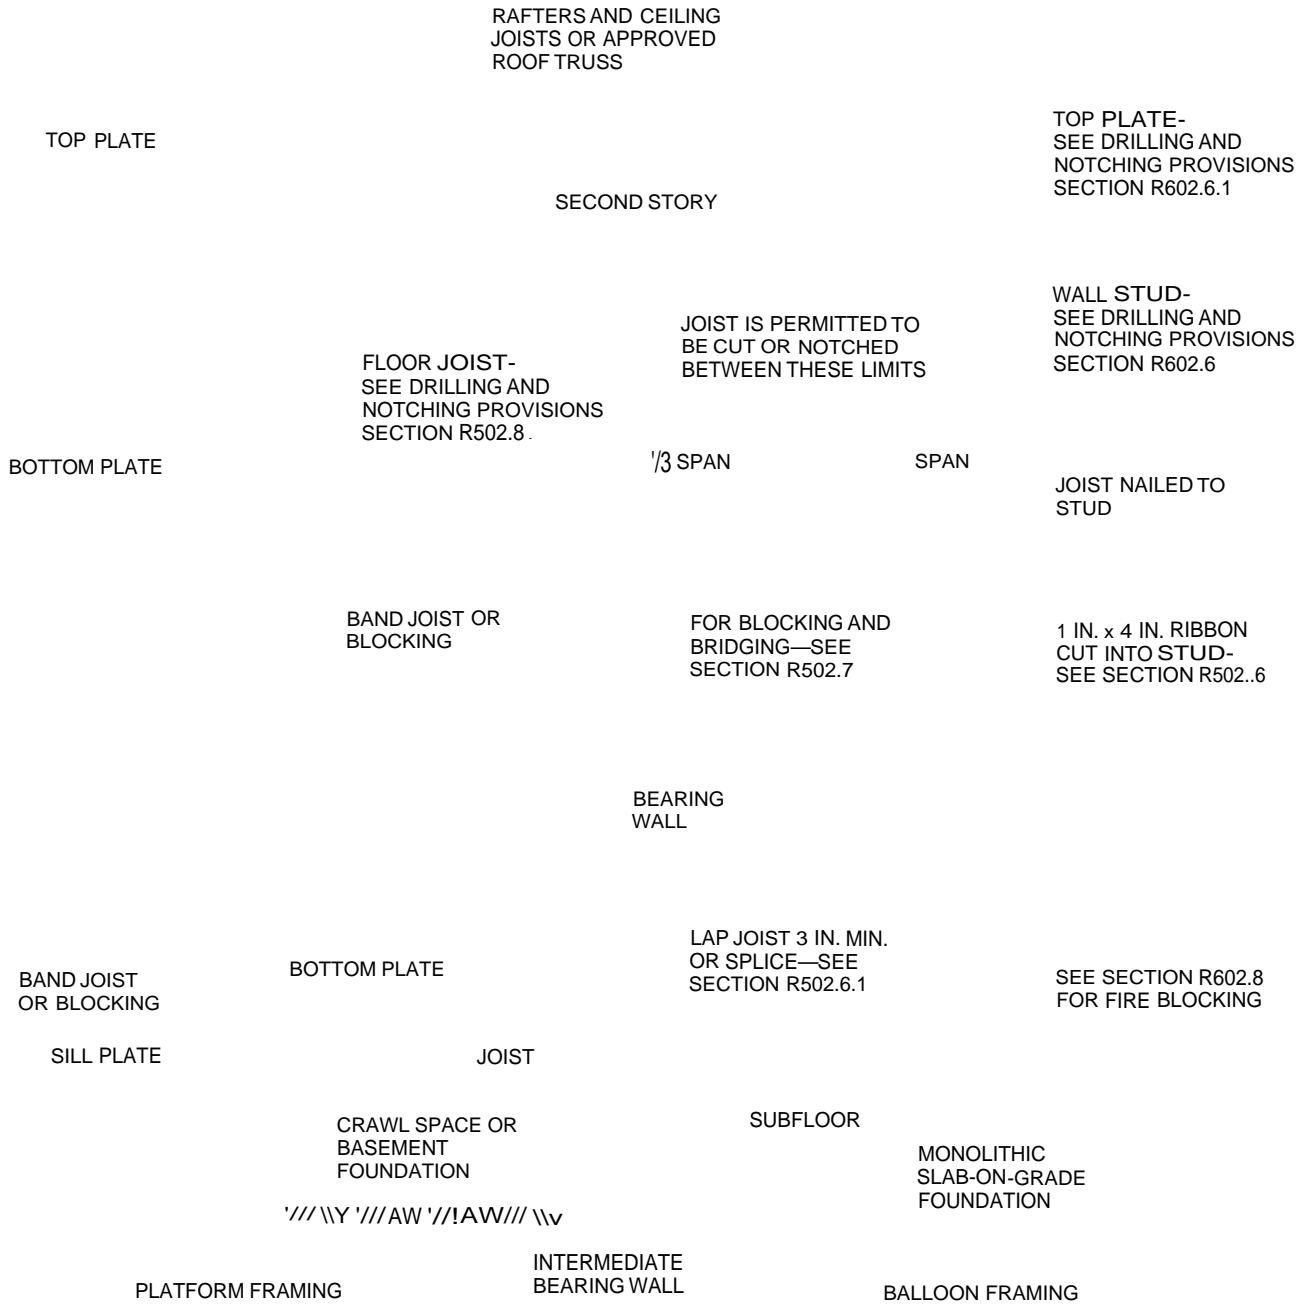 RAFTERS AND CEILING
JOISTS OR APPROVED
ROOF TRUSS
TOP PLATE
TOP PLATE-
SEE DRILLING AND
NOTCHING PROVISIONS
SECTION R602.6.1
SECOND STORY
WALL STUD-
SEE DRILLING AND
NOTCHING PROVISIONS
SECTION R602.6
JOIST IS PERMITTED TO
BE CUT OR NOTCHED
BETWEEN THESE LIMITS
FLOOR JOIST-
SEE DRILLING AND
NOTCHING PROVISIONS
SECTION R502.8 .
BOTTOM PLATE
'/3 SPAN
SPAN
JOIST NAILED TO
STUD
BAND JOIST OR
BLOCKING
FOR BLOCKING AND
BRIDGING—SEE
SECTION R502.7
1 IN. x 4 IN. RIBBON
CUT INTO STUD-
SEE SECTION R502..6
BEARING
WALL
LAP JOIST 3 IN. MIN.
OR SPLICE—SEE
SECTION R502.6.1
BOTTOM PLATE
BAND JOIST
OR BLOCKING
SEE SECTION R602.8
FOR FIRE BLOCKING
SILL PLATE
JOIST
CRAWL SPACE OR
BASEMENT
FOUNDATION
SUBFLOOR
MONOLITHIC
SLAB-ON-GRADE
FOUNDATION
'/// \\Y '/// AW '//!AW/// \\v
INTERMEDIATE
BEARING WALL
PLATFORM FRAMING
BALLOON FRAMING